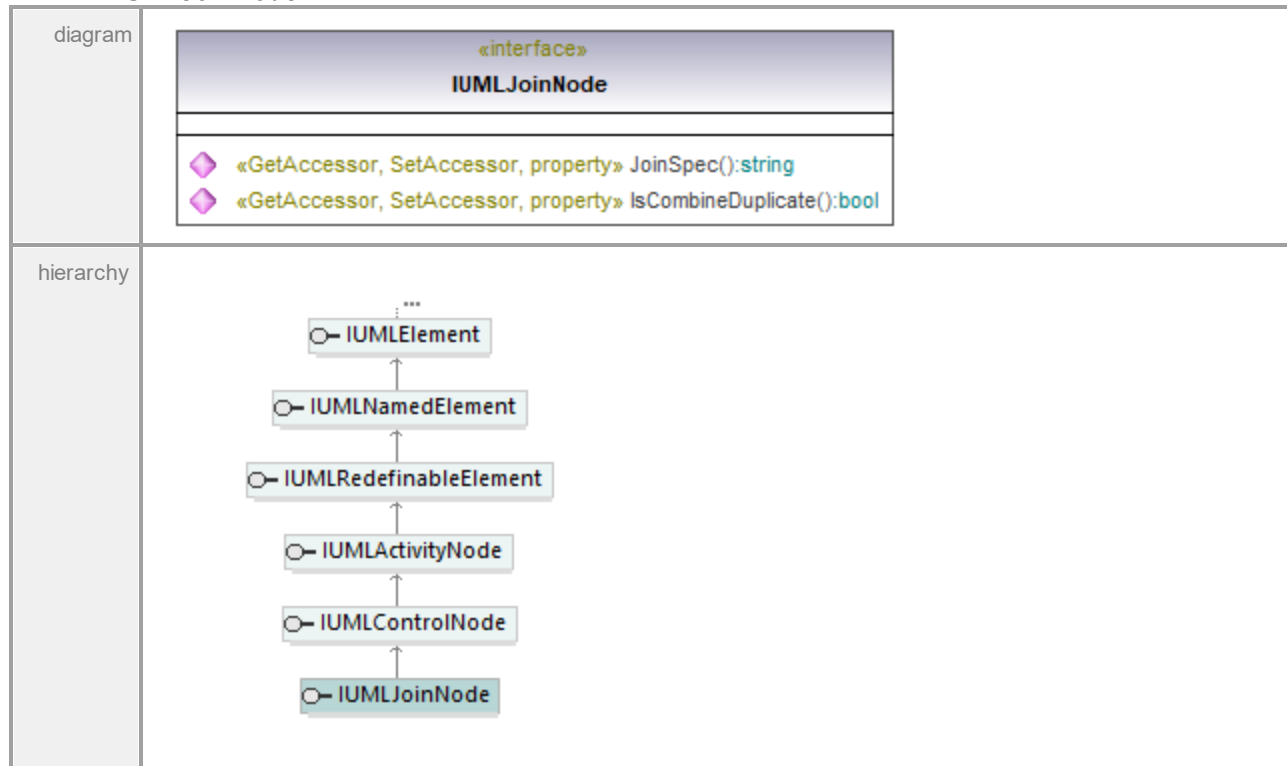 diagram
«interface»
IUMLJoinNode
«GetAccessor, SetAccessor, property» JoinSpec():string
«GetAccessor, SetAccessor, property» IsCombineDuplicate():bool
hierarchy
...
IUMLElement
IUMLNamedElement
IUMLRedefinableElement
IUMLActivityNode
IUMLControlNode
IUMLJoinNode